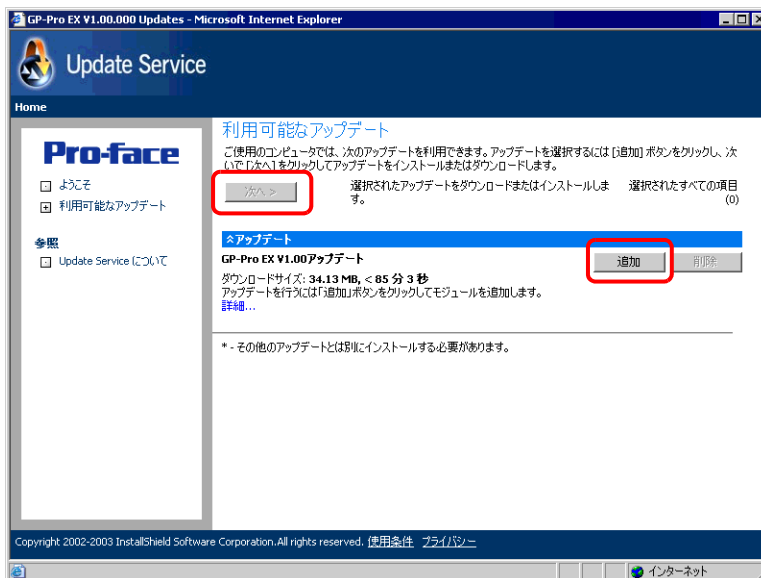 GP-Pro EX V1.00.000 Updates - Microsoft Internet Explorer
Update Service
Home
Pro-face
ようこそ
利用可能なアップデート
参照
Update Service について
利用可能なアップデート
ご使用のコンピュータでは、次のアップデートを利用できます。アップデートを選択するには [追加] ボタンをクリックし、次
いで [次へ] をクリックしてアップデートをインストールまたはダウンロードします。
次へ >
選択されたアップデートをダウンロードまたはインストールしま
す。
選択されたすべての項目
(0)
アップデート
GP-Pro EX V1.00アップデート
追加
削除
ダウンロードサイズ: 34.13 MB, < 85 分 3 秒
アップデートを行うには「追加」ボタンをクリックしてモジュールを追加します。
詳細...
* - その他のアップデートとは別にインストールする必要があります。
Copyright 2002-2003 InstallShield Software Corporation.All rights reserved. 使用条件 プライバシー
インターネット